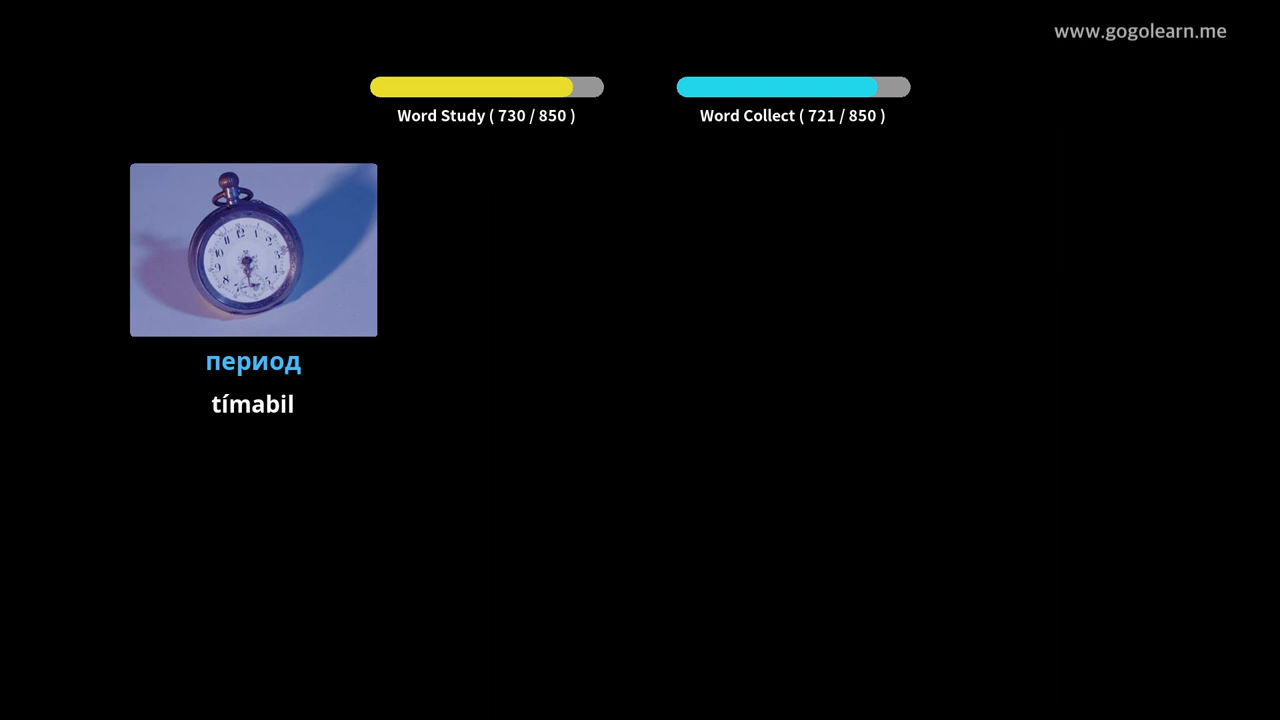 www.gogolearn.me
Word Study ( 730 / 850 )
Word Collect ( 721 / 850 )
период
tímabil